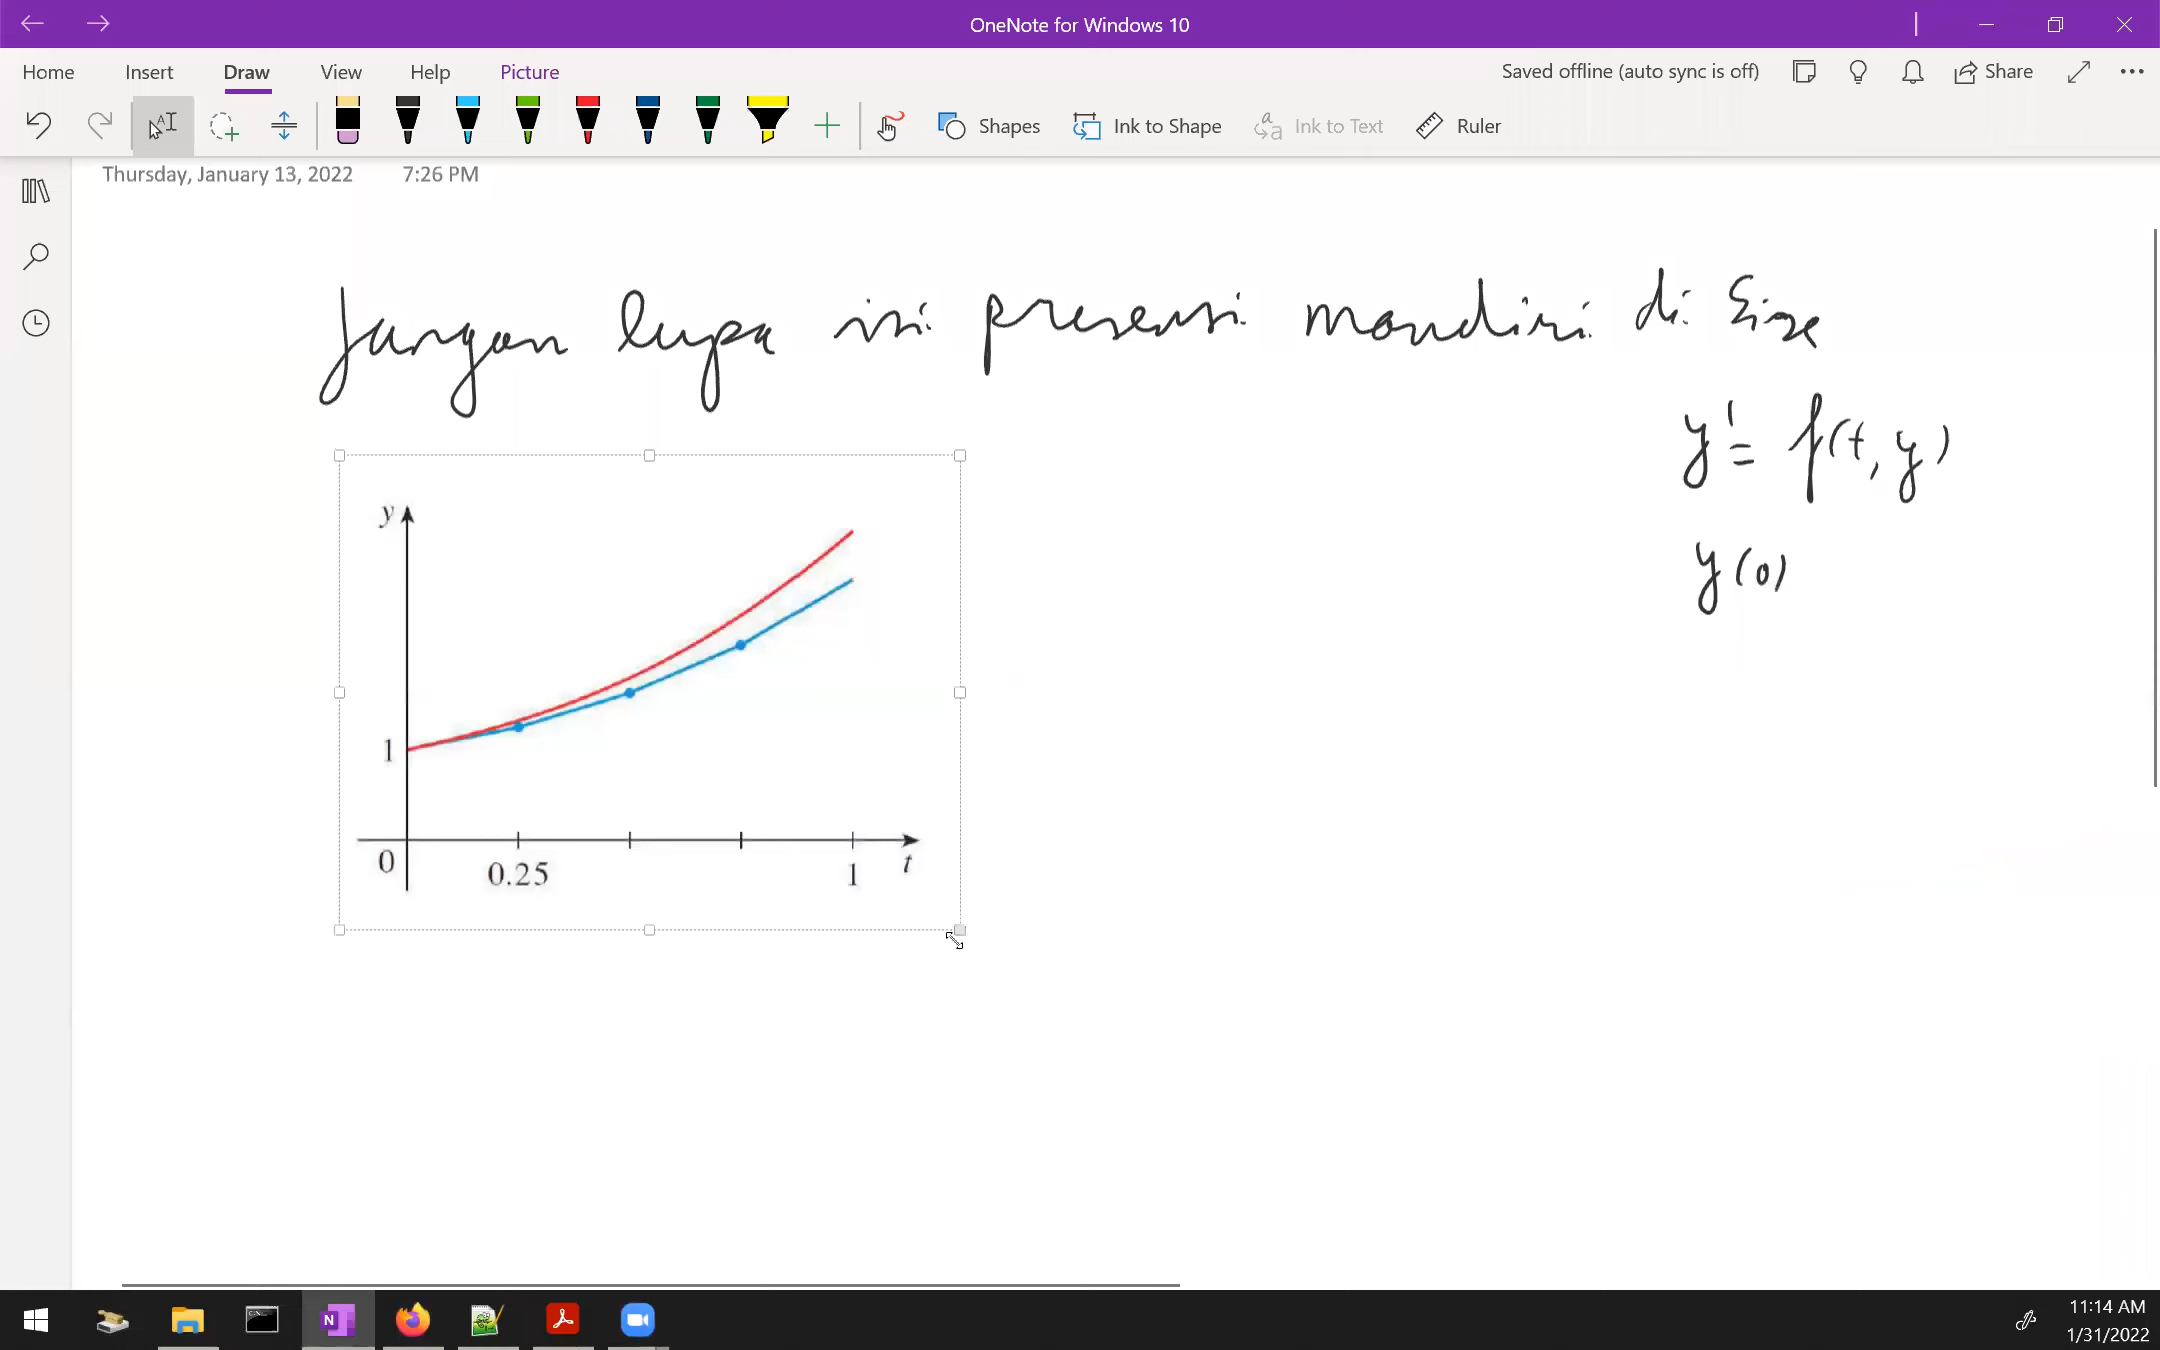 OneNote for Windows 10
Home Insert Draw View Help Picture
Saved offline (auto sync is off) Share
Shapes Ink to Shape Ink to Text Ruler
Thursday, January 13, 2022 7:26 PM
Jangan lupa isi presensi mandiri di
y' = f(t, y)
y(0)
y
1
0
0.25
1
t
11:14 AM
1/31/2022